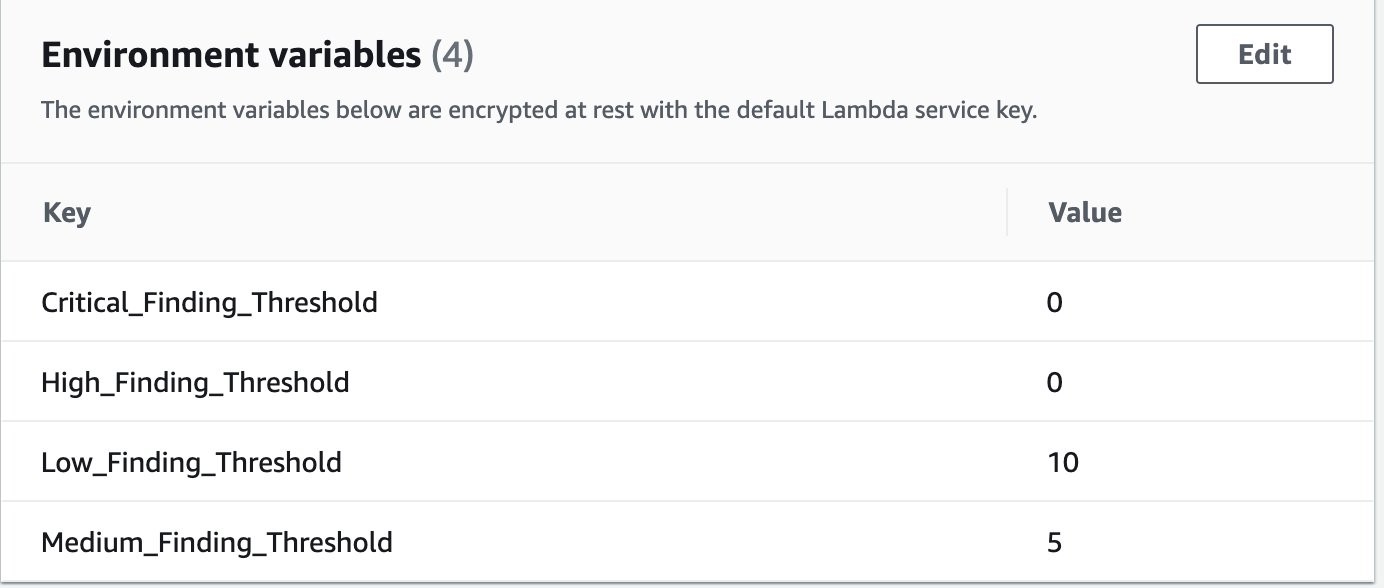 Environment variables (4)
Edit
The environment variables below are encrypted at rest with the default Lambda service key.
Key Value
Critical_Finding_Threshold 0
High_Finding_Threshold 0
Low_Finding_Threshold 10
Medium_Finding_Threshold 5